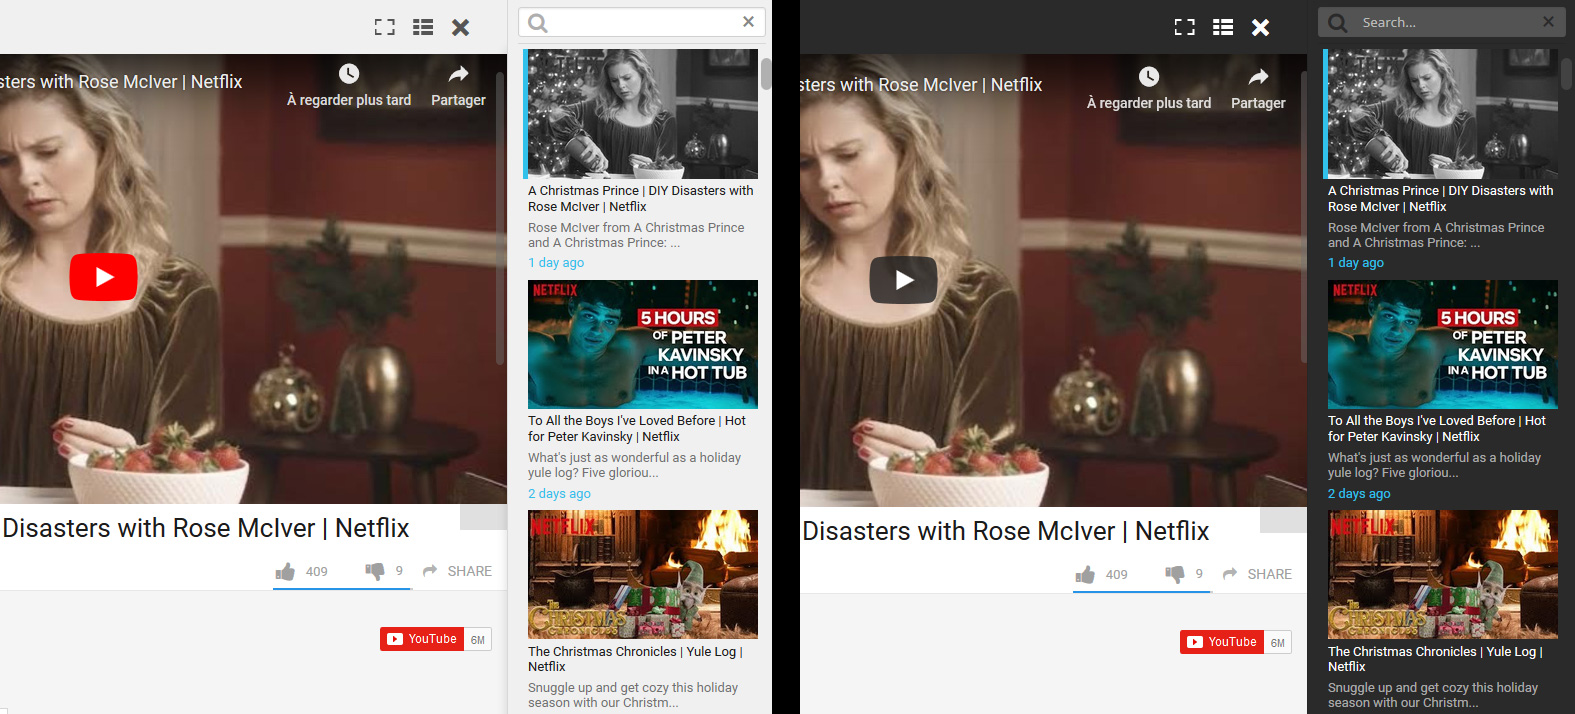 sters with Rose McIver | Netflix
À regarder plus tard
Partager
Disasters with Rose McIver | Netflix
409
9
SHARE
YouTube
6M
A Christmas Prince | DIY Disasters with
Rose McIver | Netflix
Rose McIver from A Christmas Prince
and A Christmas Prince: ...
1 day ago
NETFLIX
5 HOURS
OF PETER
KAVINSKY
IN A HOT TUB
To All the Boys I've Loved Before | Hot
for Peter Kavinsky | Netflix
What's just as wonderful as a holiday
yule log? Five gloriou...
2 days ago
NETFLIX
The
CHRISTMAS
CHRONICLES
The Christmas Chronicles | Yule Log |
Netflix
Snuggle up and get cozy this holiday
season with our Christm...
sters with Rose McIver | Netflix
À regarder plus tard
Partager
Disasters with Rose McIver | Netflix
409
9
SHARE
YouTube
6M
Search...
A Christmas Prince | DIY Disasters with
Rose McIver | Netflix
Rose McIver from A Christmas Prince
and A Christmas Prince: ...
1 day ago
NETFLIX
5 HOURS
OF PETER
KAVINSKY
IN A HOT TUB
To All the Boys I've Loved Before | Hot
for Peter Kavinsky | Netflix
What's just as wonderful as a holiday
yule log? Five gloriou...
2 days ago
NETFLIX
The
CHRISTMAS
CHRONICLES
The Christmas Chronicles | Yule Log |
Netflix
Snuggle up and get cozy this holiday
season with our Christm...